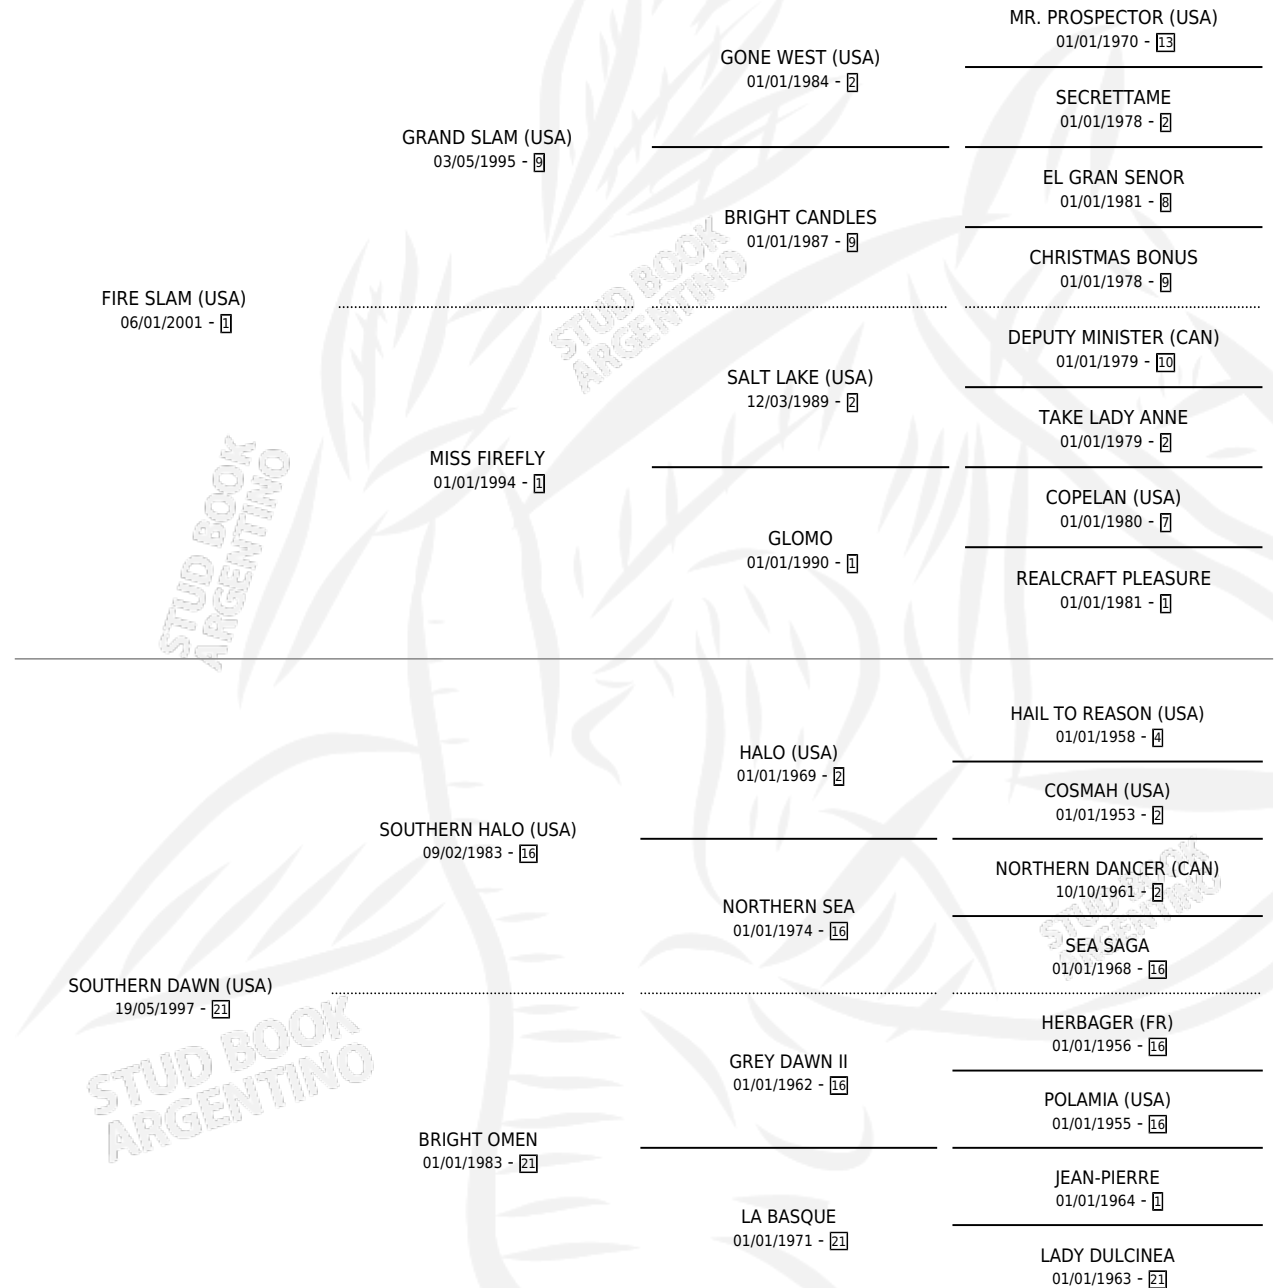 MR. PROSPECTOR (USA)
01/01/1970 - 13
GONE WEST (USA)
01/01/1984 - 2
SECRETTAME
01/01/1978 - 2
GRAND SLAM (USA)
03/05/1995 - 9
EL GRAN SENOR
01/01/1981 - 8
BRIGHT CANDLES
01/01/1987 - 9
CHRISTMAS BONUS
01/01/1978 - 9
FIRE SLAM (USA)
06/01/2001 - 1
STUD BOOK
ARGENTINO
DEPUTY MINISTER (CAN)
01/01/1979 - 10
SALT LAKE (USA)
12/03/1989 - 2
TAKE LADY ANNE
01/01/1979 - 2
MISS FIREFLY
01/01/1994 - 1
COPELAN (USA)
01/01/1980 - 7
GLOMO
01/01/1990 - 1
REALCRAFT PLEASURE
01/01/1981 - 1
STUD BOOK
ARGENTINO
HAIL TO REASON (USA)
01/01/1958 - 4
HALO (USA)
01/01/1969 - 2
COSMAH (USA)
01/01/1953 - 2
SOUTHERN HALO (USA)
09/02/1983 - 16
NORTHERN DANCER (CAN)
10/10/1961 - 2
NORTHERN SEA
01/01/1974 - 16
STUD BOOK
ARGENTINO
SEA SAGA
01/01/1968 - 16
SOUTHERN DAWN (USA)
19/05/1997 - 21
STUD BOOK
ARGENTINO
HERBAGER (FR)
01/01/1956 - 16
GREY DAWN II
01/01/1962 - 16
POLAMIA (USA)
01/01/1955 - 16
BRIGHT OMEN
01/01/1983 - 21
JEAN-PIERRE
01/01/1964 - 1
LA BASQUE
01/01/1971 - 21
LADY DULCINEA
01/01/1963 - 21